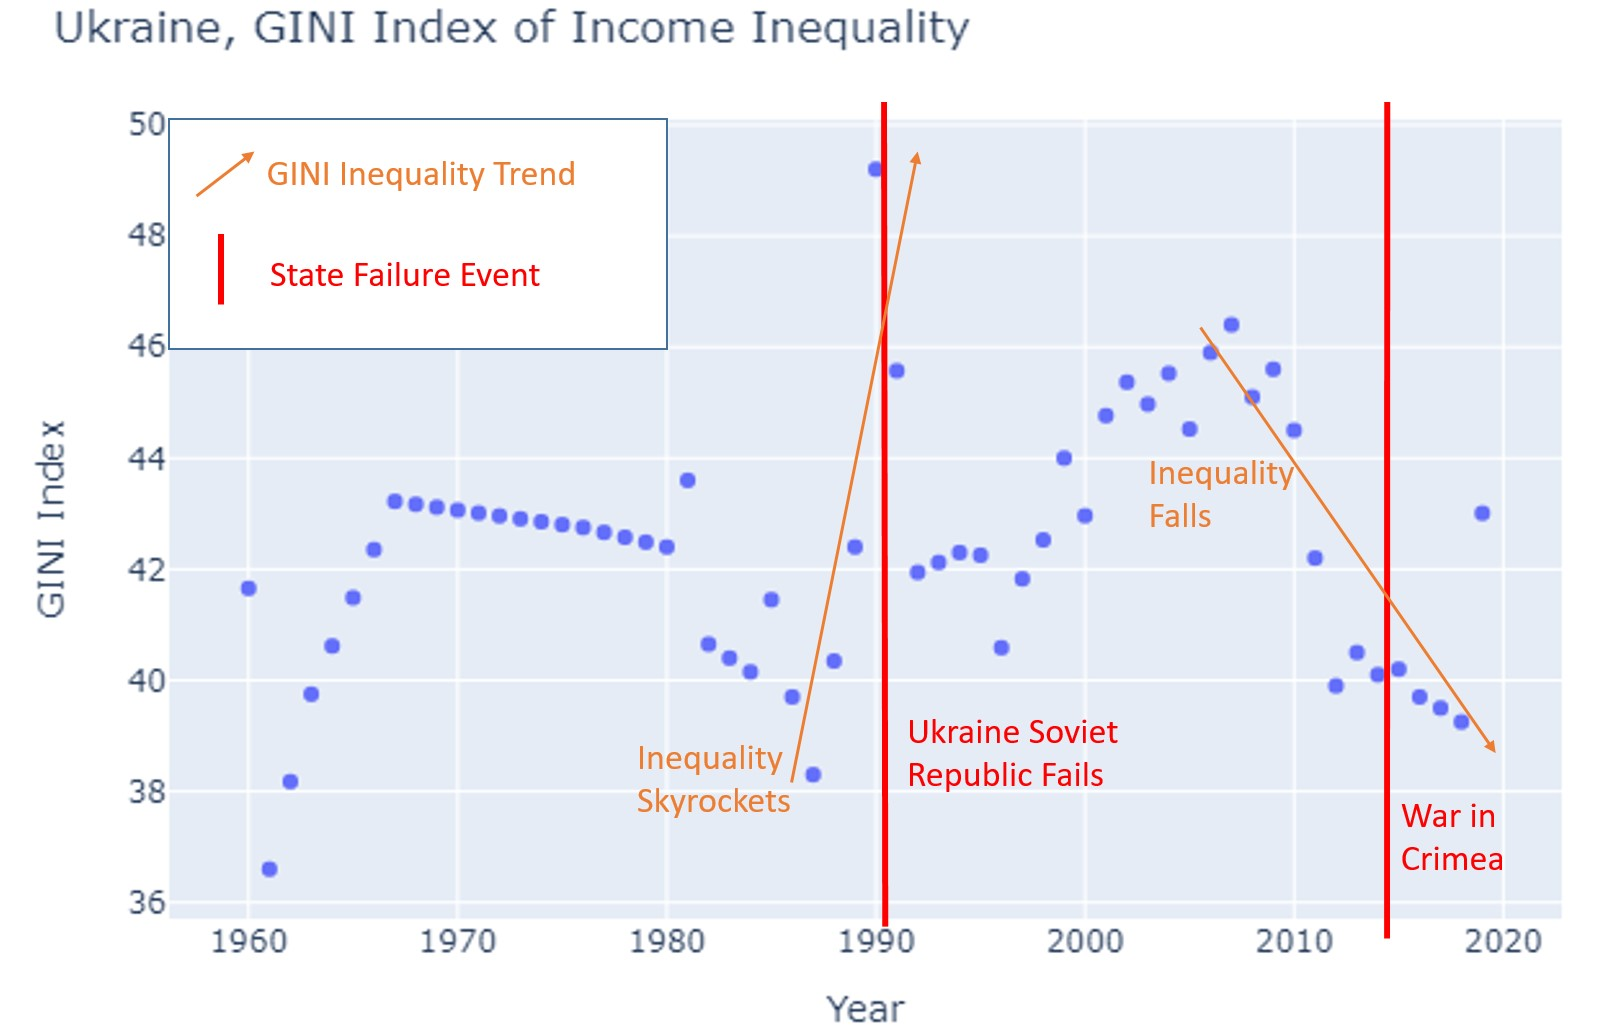 Ukraine, GINI Index of Income Inequality
50
48
46
44
42
40
38
36
GINI Index
GINI Inequality Trend
State Failure Event
Inequality
Skyrockets
Ukraine Soviet
Republic Fails
Inequality
Falls
War in
Crimea
1960
1970
1980
1990
2000
2010
2020
Year